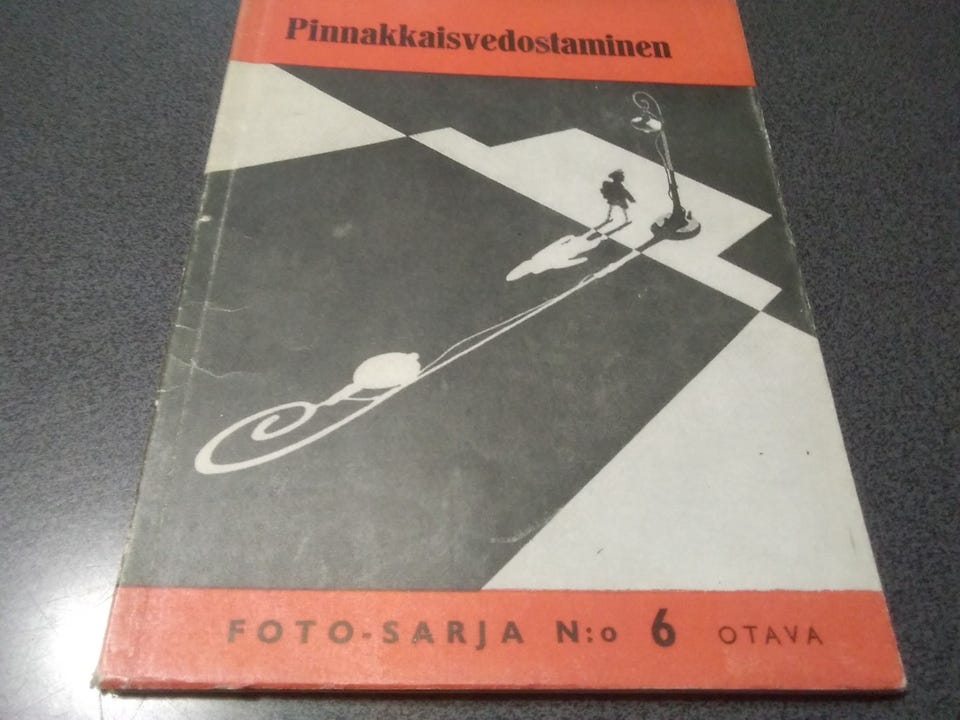 Pinnakkaisvedostaminen
FOTO-SARJA N:o 6 OTAVA